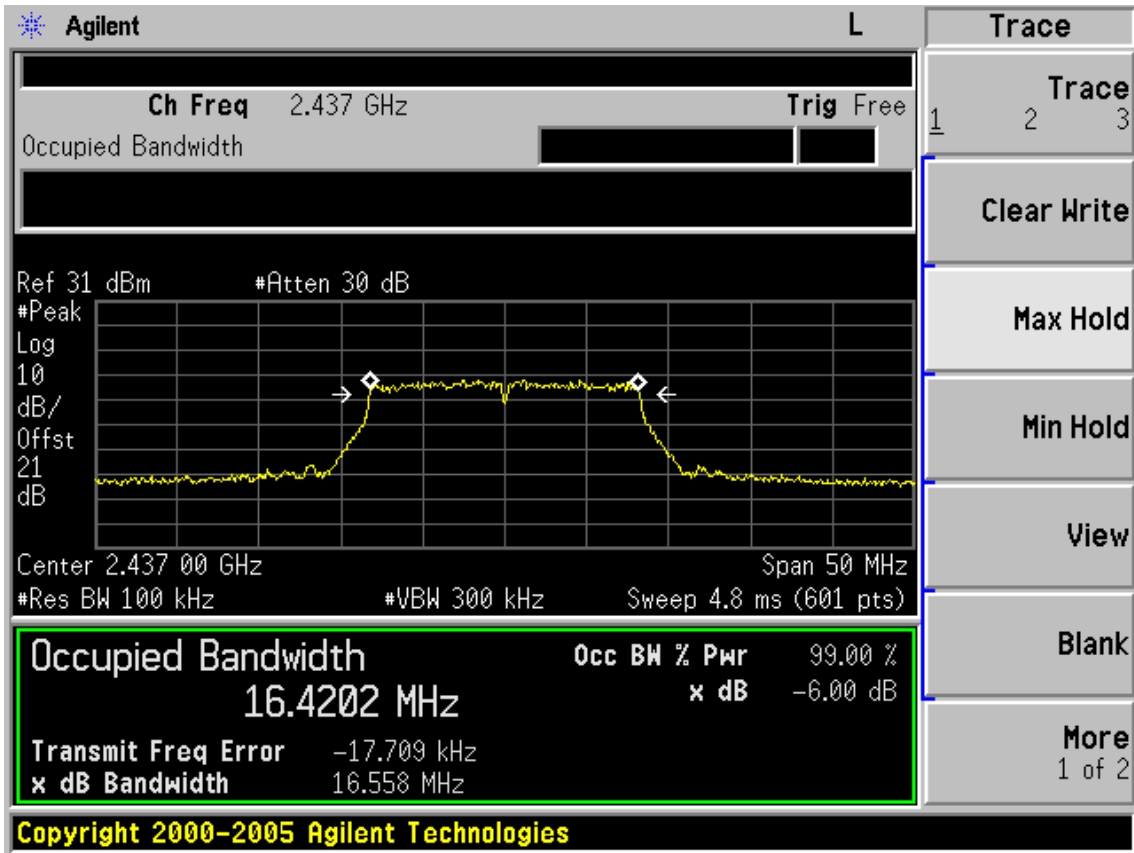 Agilent
L
Trace
Ch Freq 2.437 GHz
Trig Free
Occupied Bandwidth
Ref 31 dBm
#Atten 30 dB
#Peak
Log
10
dB/
Offst
21
dB
Center 2.437 00 GHz
Span 50 MHz
#Res BW 100 kHz
#VBW 300 kHz
Sweep 4.8 ms (601 pts)
Occupied Bandwidth
16.4202 MHz
Occ BW % Pwr 99.00 %
x dB -6.00 dB
Transmit Freq Error -17.709 kHz
x dB Bandwidth 16.558 MHz
Copyright 2000-2005 Agilent Technologies
Trace
1 2 3
Clear Write
Max Hold
Min Hold
View
Blank
More
1 of 2